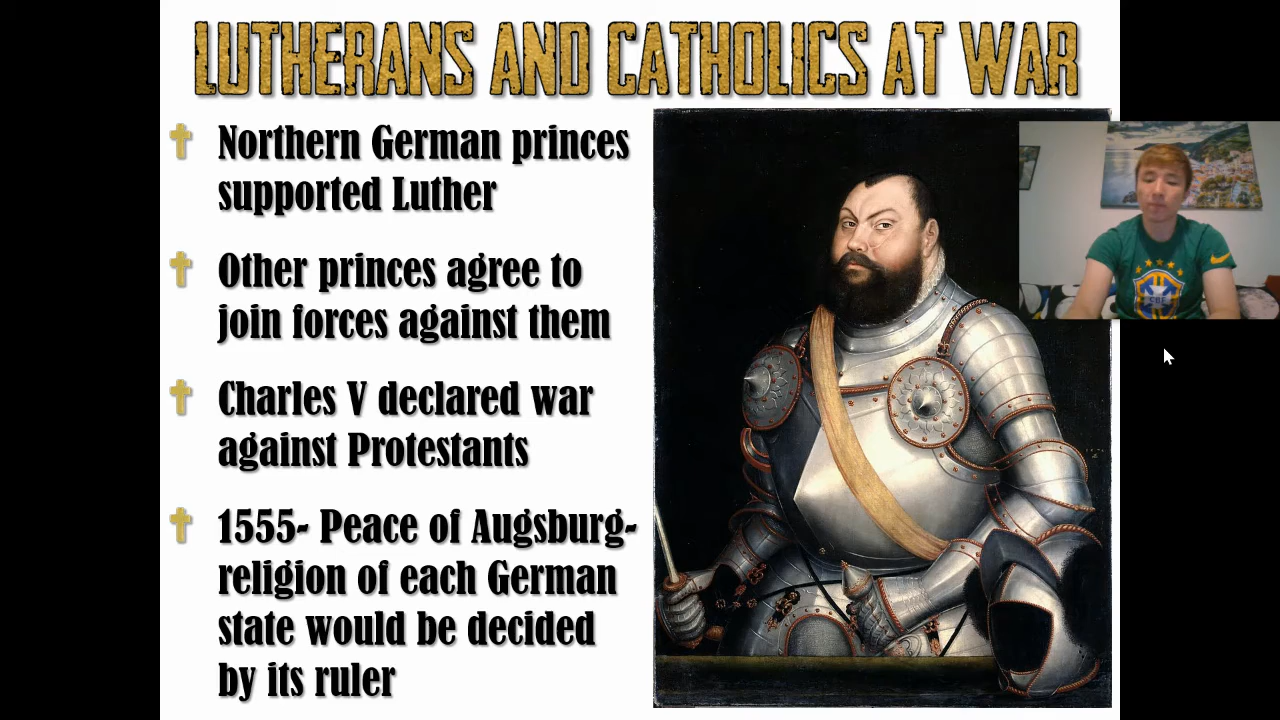 LUTHERANS AND CATHOLICS AT WAR
Northern German princes
supported Luther
Other princes agree to
join forces against them
Charles V declared war
against Protestants
1555- Peace of Augsburg-
religion of each German
state would be decided
by its ruler
CBF